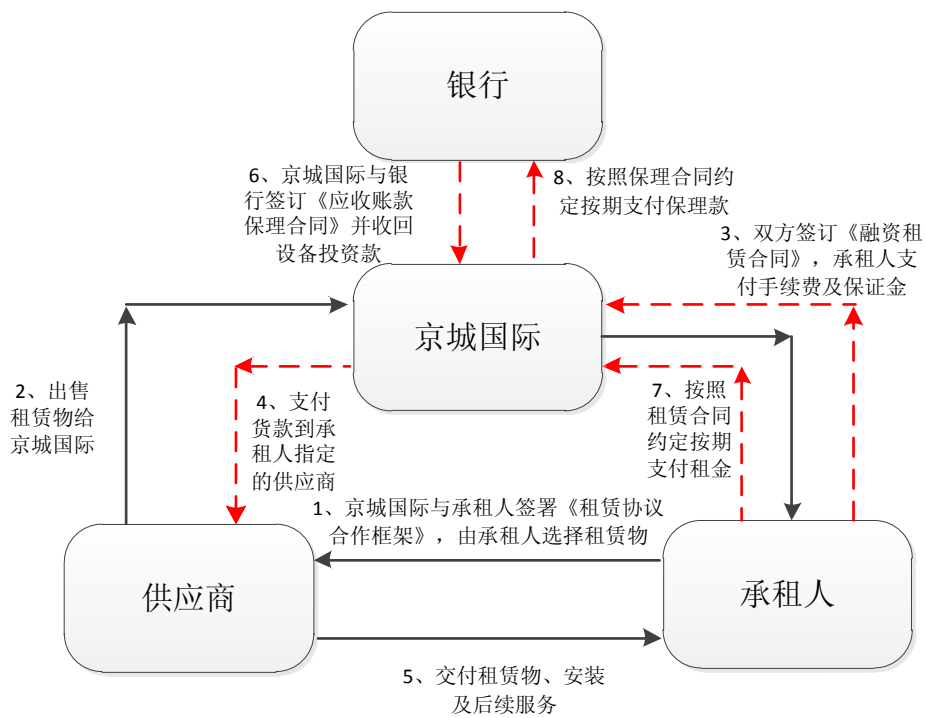 银行
6、京城国际与银
行签订《应收账款
保理合同》并收回
设备投资款
8、按照保理合同约
定按期支付保理款
3、双方签订《融资租
赁合同》，承租人支
付手续费及保证金
京城国际
2、出售
租赁物给
京城国际
4、支付
货款到承
租人指定
的供应商
7、按照
租赁合同
约定按期
支付租金
1、京城国际与承租人签署《租赁协议
合作框架》，由承租人选择租赁物
供应商
承租人
5、交付租赁物、安装
及后续服务